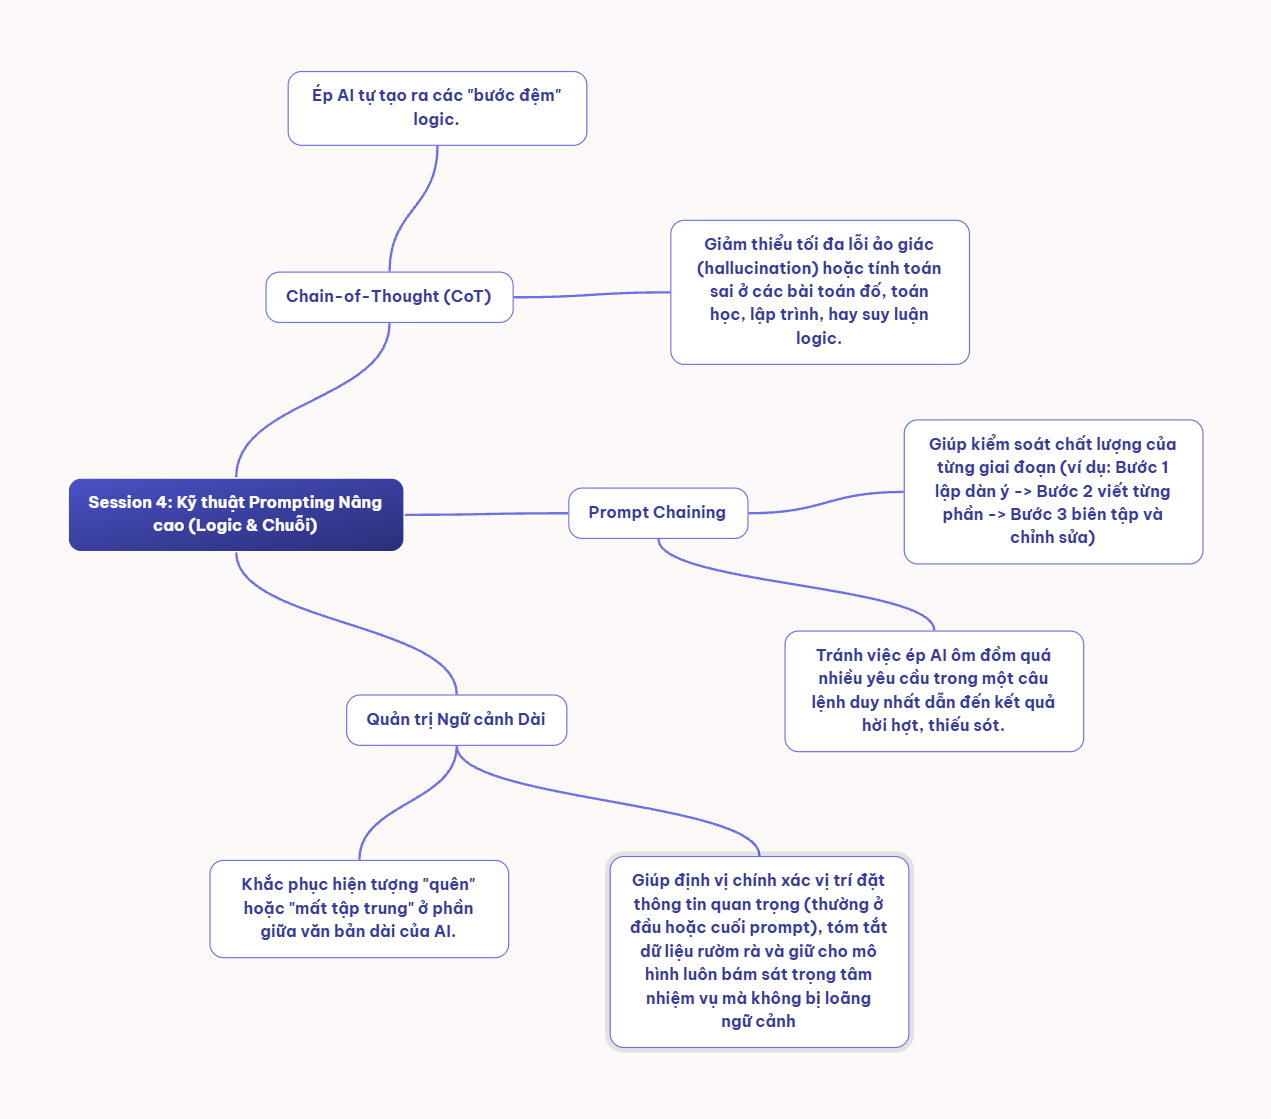 Ép AI tự tạo ra các "bước đệm"
logic.
Giảm thiểu tối đa lỗi ảo giác
(hallucination) hoặc tính toán
sai ở các bài toán đố, toán
học, lập trình, hay suy luận
logic.
Chain-of-Thought (CoT)
Giúp kiểm soát chất lượng của
từng giai đoạn (ví dụ: Bước 1
lập dàn ý -> Bước 2 viết từng
phần -> Bước 3 biên tập và
chỉnh sửa)
Session 4: Kỹ thuật Prompting Nâng
cao (Logic & Chuỗi)
Prompt Chaining
Tránh việc ép AI ôm đồm quá
nhiều yêu cầu trong một câu
lệnh duy nhất dẫn đến kết quả
hời hợt, thiếu sót.
Quản trị Ngữ cảnh Dài
Khắc phục hiện tượng "quên"
hoặc "mất tập trung" ở phần
giữa văn bản dài của AI.
Giúp định vị chính xác vị trí đặt
thông tin quan trọng (thường ở
đầu hoặc cuối prompt), tóm tắt
dữ liệu rườm rà và giữ cho mô
hình luôn bám sát trọng tâm
nhiệm vụ mà không bị loãng
ngữ cảnh